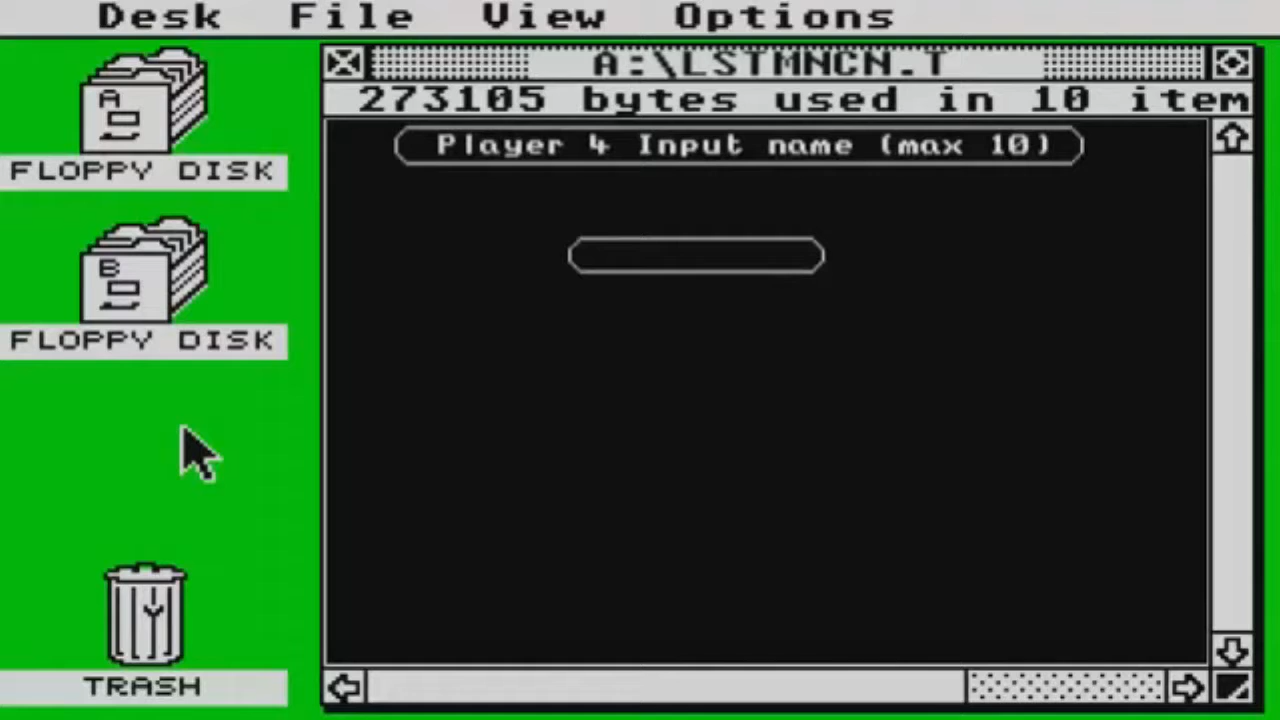 Desk File View Options
A
FLOPPY DISK
B
FLOPPY DISK
TRASH
A:\LSTMNCN.T
273105 bytes used in 10 item
Player 4 Input name (max 10)